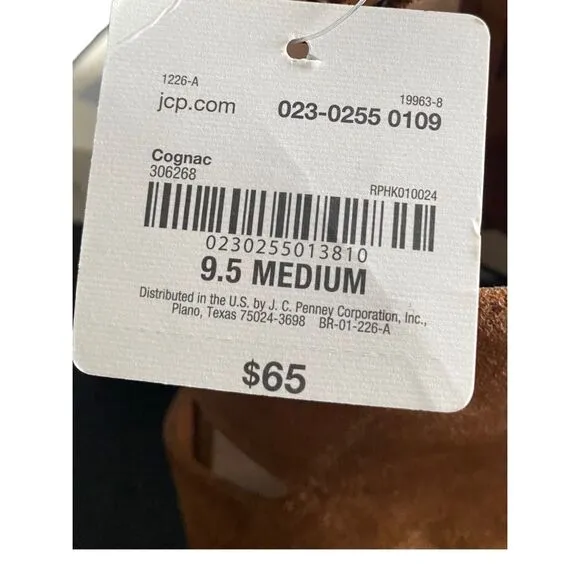 1226-A
19963-8
jcp.com
023-0255 0109
Cognac
306268
RPHK010024
0230255013810
9.5 MEDIUM
Distributed in the U.S. by J. C. Penney Corporation, Inc.,
Plano, Texas 75024-3698 BR-01-226-A
$65